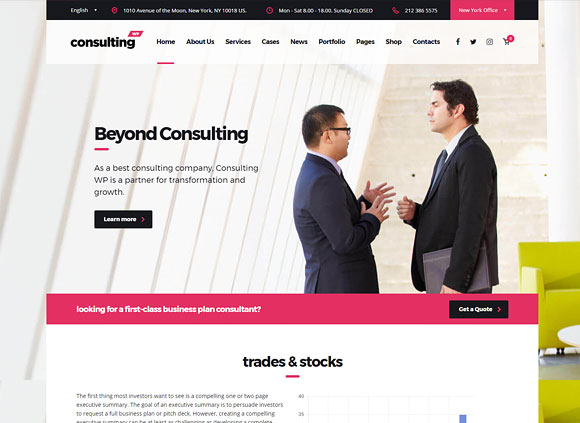 English
1010 Avenue of the Moon, New York, NY 10018 US.
Mon - Sat 8.00 - 18.00, Sunday CLOSED
212 386 5575
New York Office
consulting WP
Home About Us Services Cases News Portfolio Pages Shop Contacts
0
Beyond Consulting
As a best consulting company, Consulting
WP is a partner for transformation and
growth.
Learn more
looking for a first-class business plan consultant?
Get a Quote
trades & stocks
The first thing most investors want to see is a compelling one or two page
executive summary. The goal of an executive summary is to persuade investors
to request a full business plan or pitch deck. However, creating a compelling
executive summary can be at least as challenging as developing a complete
40
35